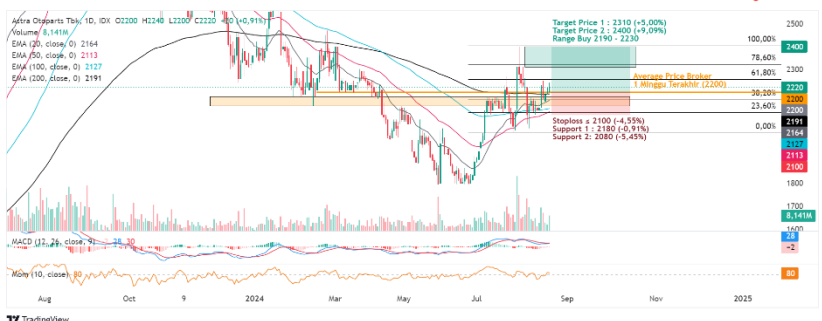 Astra Otoparts Tbk, 1D, IDX O2200 H2240 L2200 C2220 +20 (+0,91%)
Volume 8,141M
EMA (20, close, 0) 2164
EMA (50, close, 0) 2113
EMA (100, close, 0) 2127
EMA (200, close, 0) 2191
Target Price 1 : 2310 (+5,00%)
Target Price 2 : 2400 (+9,09%)
Range Buy 2190 - 2230
100,00%
78,60%
61,80%
Average Price Broker
1 Minggu Terakhir (2200)
38,20%
23,60%
0,00%
Stoploss ≤ 2100 (-4,55%)
Support 1 : 2180 (-0,91%)
Support 2: 2080 (-5,45%)
2500
2400
2300
2220
2200
2191
2164
2127
2113
2100
1800
1700
8,141M
1600
MACD (12, 26, close, 9) -2 28 30
28
-2
Mom (10, close) 80
80
Aug
Oct
9
2024
Mar
May
Jul
Sep
Nov
2025
TradingView